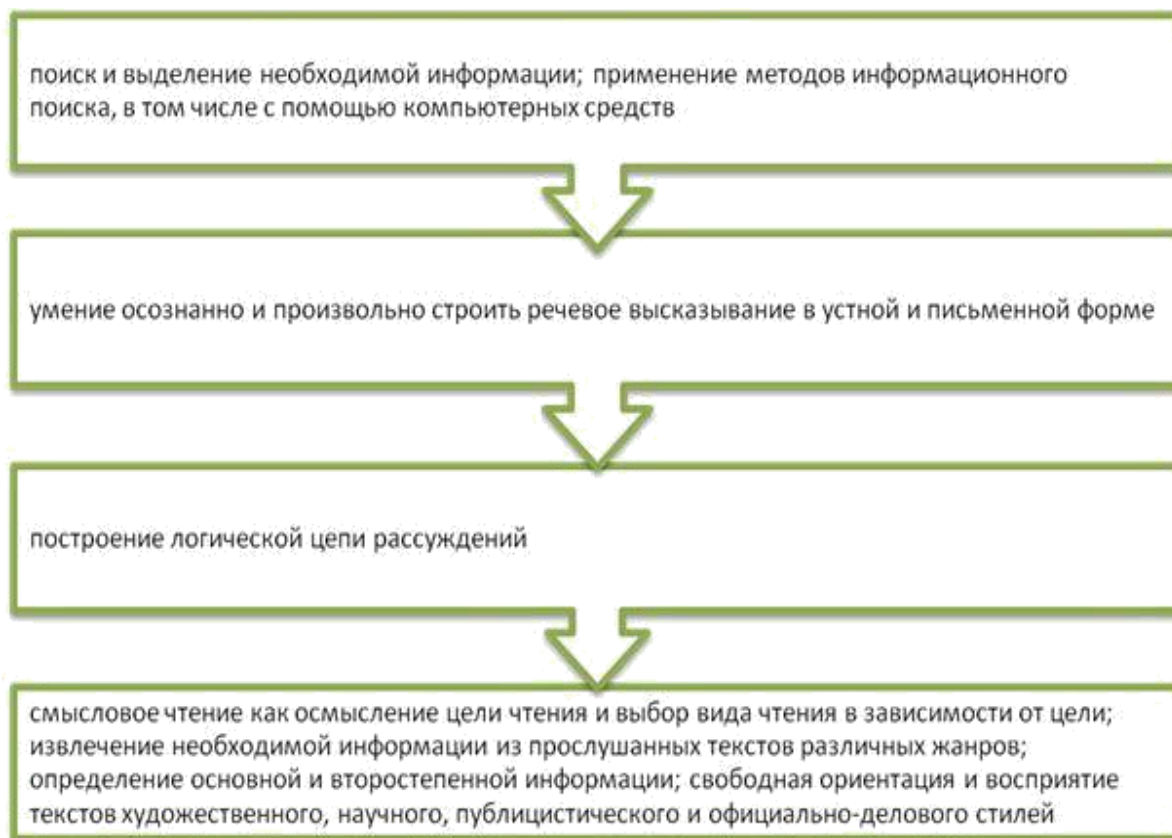 поиск и выделение необходимой информации; применение методов информационного
поиска, в том числе с помощью компьютерных средств
умение осознанно и произвольно строить речевое высказывание в устной и письменной форме
построение логической цепи рассуждений
смысловое чтение как осмысление цели чтения и выбор вида чтения в зависимости от цели;
извлечение необходимой информации из прослушанных текстов различных жанров;
определение основной и второстепенной информации; свободная ориентация и восприятие
текстов художественного, научного, публицистического и официально-делового стилей